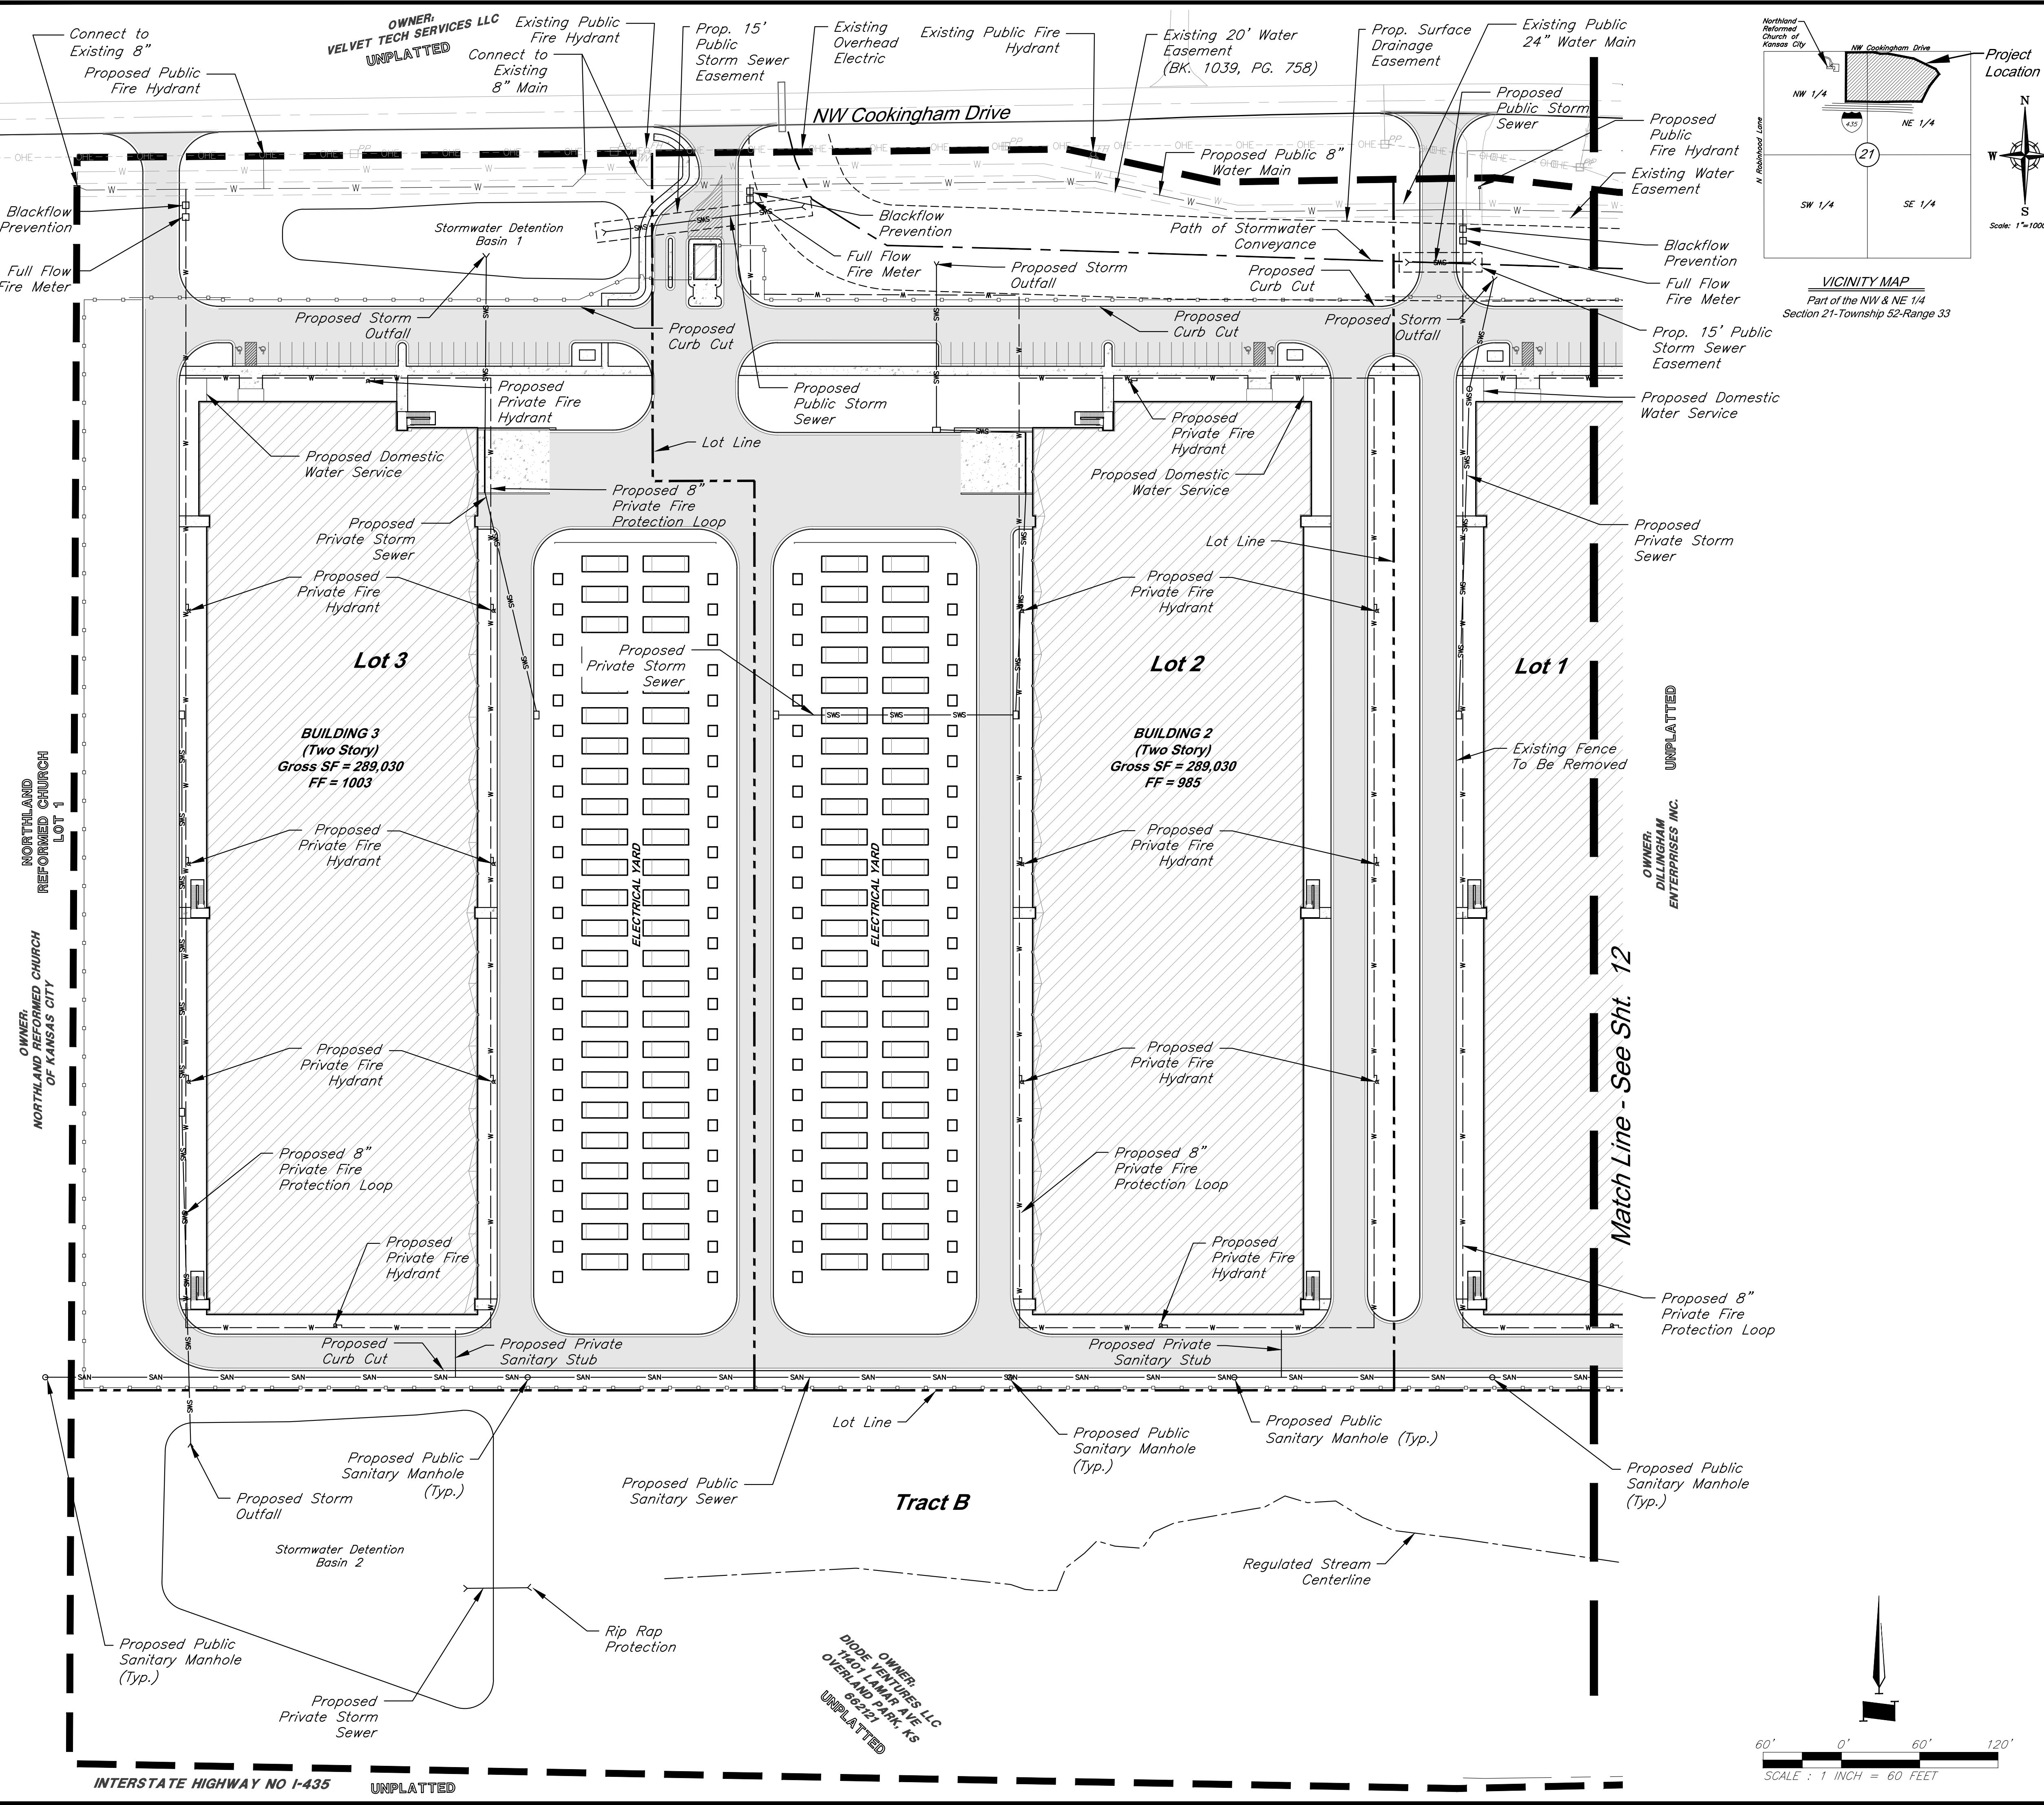 Connect to
Existing 8"
Proposed Public
Fire Hydrant
OWNER:
VELVET TECH SERVICES LLC
UNPLATTED
Existing Public
Fire Hydrant
Connect to
Existing
8" Main
Prop. 15'
Public
Storm Sewer
Easement
Existing
Overhead
Electric
Existing Public Fire
Hydrant
Existing 20' Water
Easement
(BK. 1039, PG. 758)
Prop. Surface
Drainage
Easement
Existing Public
24" Water Main
Northland
Reformed
Church of
Kansas City
NW Cookingham Drive
Project
Location
NW 1/4
NE 1/4
435
21
SW 1/4
SE 1/4
N Robinhood Lane
N
W
S
Scale: 1"=1000
VICINITY MAP
Part of the NW & NE 1/4
Section 21-Township 52-Range 33
NW Cookingham Drive
Proposed
Public Storm
Sewer
Proposed
Public
Fire Hydrant
Existing Water
Easement
Proposed Public 8"
Water Main
Blackflow
Prevention
Full Flow
Fire Meter
Stormwater Detention
Basin 1
Blackflow
Prevention
Full Flow
Fire Meter
Path of Stormwater
Conveyance
Blackflow
Prevention
Full Flow
Fire Meter
Proposed Storm
Outfall
Proposed
Curb Cut
Proposed Storm
Outfall
Proposed
Curb Cut
Proposed
Curb Cut
Proposed Storm
Outfall
Prop. 15' Public
Storm Sewer
Easement
Proposed
Private Fire
Hydrant
Proposed
Public Storm
Sewer
Proposed
Private Fire
Hydrant
Proposed Domestic
Water Service
Proposed Domestic
Water Service
Lot Line
Proposed Domestic
Water Service
Proposed 8"
Private Fire
Protection Loop
Proposed
Private Storm
Sewer
Lot Line
Proposed
Private Storm
Sewer
Proposed
Private Fire
Hydrant
Proposed
Private Fire
Hydrant
Lot 3
Proposed
Private Storm
Sewer
Lot 2
Lot 1
BUILDING 3
(Two Story)
Gross SF = 289,030
FF = 1003
BUILDING 2
(Two Story)
Gross SF = 289,030
FF = 985
Existing Fence
To Be Removed
UNPLATTED
NORTHLAND
REFORMED CHURCH
LOT 1
Proposed
Private Fire
Hydrant
ELECTRICAL YARD
ELECTRICAL YARD
Proposed
Private Fire
Hydrant
OWNER:
DILLINGHAM
ENTERPRISES INC.
OWNER:
NORTHLAND REFORMED CHURCH
OF KANSAS CITY
Proposed
Private Fire
Hydrant
Proposed
Private Fire
Hydrant
Match Line - See Sht. 12
Proposed 8"
Private Fire
Protection Loop
Proposed 8"
Private Fire
Protection Loop
Proposed
Private Fire
Hydrant
Proposed
Private Fire
Hydrant
Proposed 8"
Private Fire
Protection Loop
Proposed
Curb Cut
Proposed Private
Sanitary Stub
Proposed Private
Sanitary Stub
Lot Line
Proposed Public
Sanitary Manhole
(Typ.)
Proposed Public
Sanitary Manhole (Typ.)
Proposed Public
Sanitary Manhole
(Typ.)
Proposed Public
Sanitary Sewer
Proposed Public
Sanitary Manhole
(Typ.)
Tract B
Proposed Storm
Outfall
Stormwater Detention
Basin 2
Regulated Stream
Centerline
Rip Rap
Protection
Proposed Public
Sanitary Manhole
(Typ.)
Proposed
Private Storm
Sewer
OWNER:
DIODE VENTURES LLC
11401 LAMAR AVE
OVERLAND PARK, KS
662121
UNPLATTED
INTERSTATE HIGHWAY NO I-435
UNPLATTED
60' 0' 60' 120'
SCALE : 1 INCH = 60 FEET